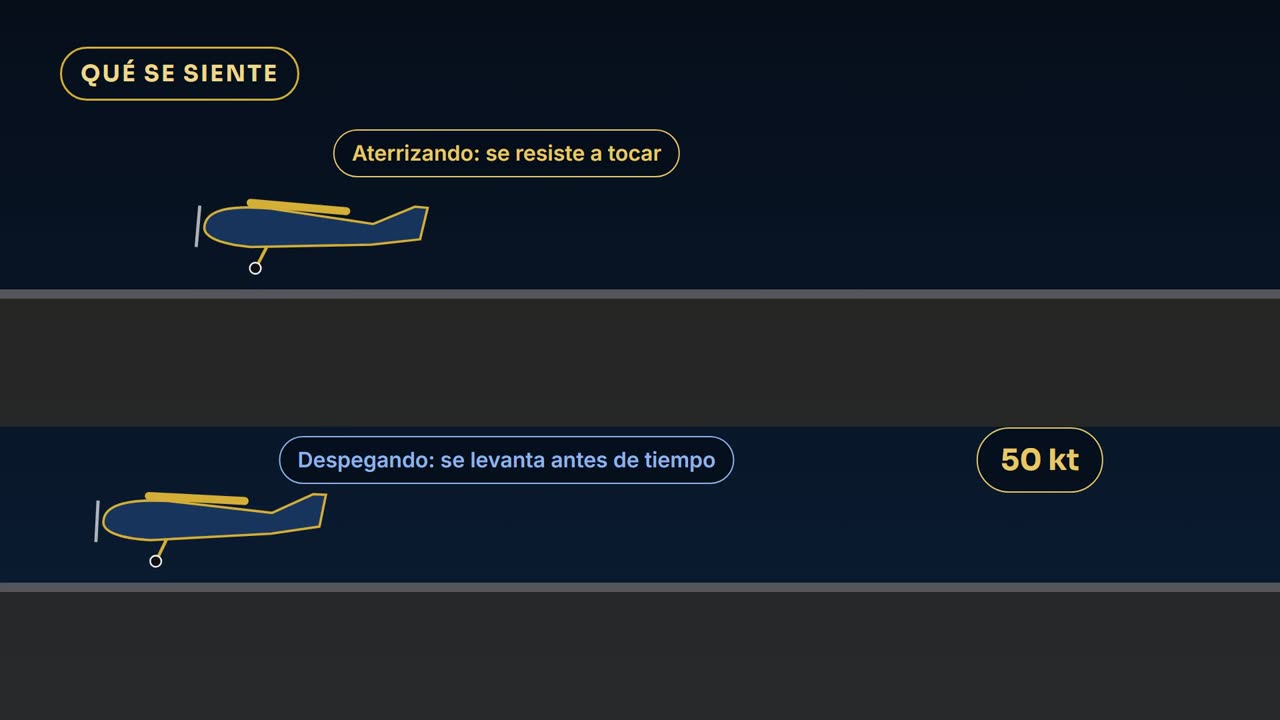 QUÉ SE SIENTE
Aterrizando: se resiste a tocar
Despegando: se levanta antes de tiempo
50 kt